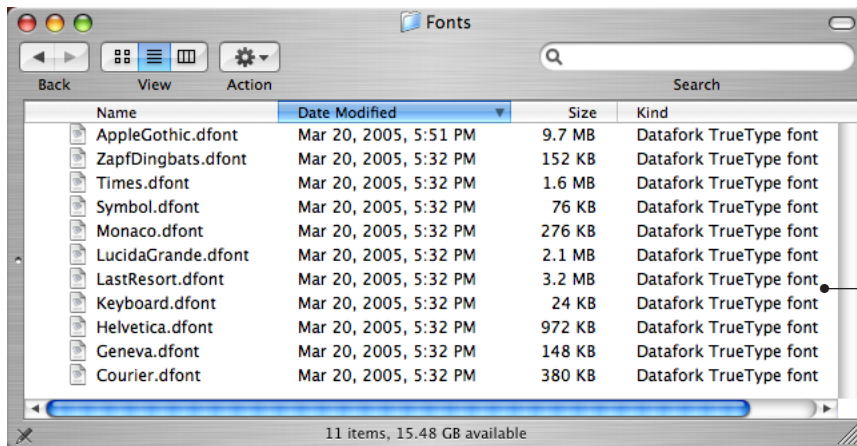 Fonts
Back View Action Search
Name Date Modified Size Kind
AppleGothic.dfont Mar 20, 2005, 5:51 PM 9.7 MB Datafork TrueType font
ZapfDingbats.dfont Mar 20, 2005, 5:32 PM 152 KB Datafork TrueType font
Times.dfont Mar 20, 2005, 5:32 PM 1.6 MB Datafork TrueType font
Symbol.dfont Mar 20, 2005, 5:32 PM 76 KB Datafork TrueType font
Monaco.dfont Mar 20, 2005, 5:32 PM 276 KB Datafork TrueType font
LucidaGrande.dfont Mar 20, 2005, 5:32 PM 2.1 MB Datafork TrueType font
LastResort.dfont Mar 20, 2005, 5:32 PM 3.2 MB Datafork TrueType font
Keyboard.dfont Mar 20, 2005, 5:32 PM 24 KB Datafork TrueType font
Helvetica.dfont Mar 20, 2005, 5:32 PM 972 KB Datafork TrueType font
Geneva.dfont Mar 20, 2005, 5:32 PM 148 KB Datafork TrueType font
Courier.dfont Mar 20, 2005, 5:32 PM 380 KB Datafork TrueType font
11 items, 15.48 GB available